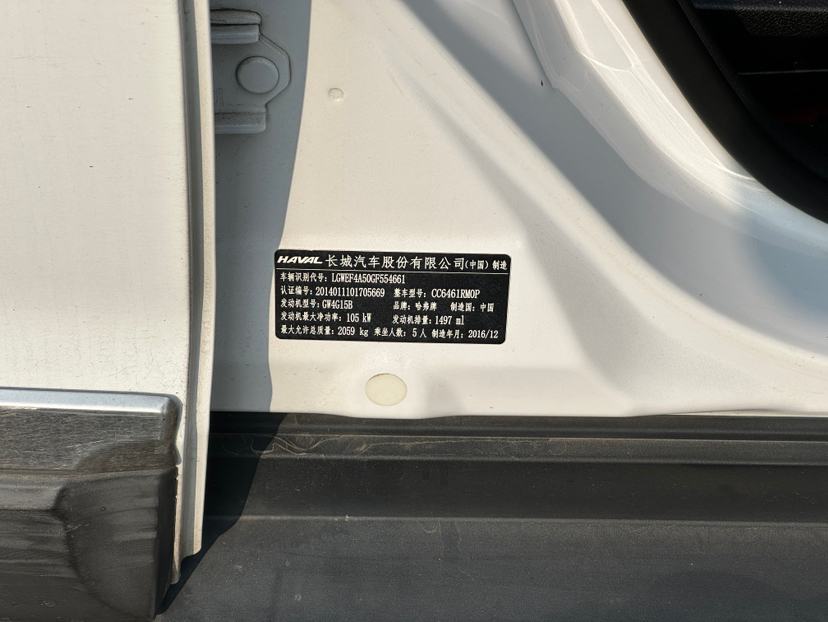 HAVAL 长城汽车股份有限公司(中国)制造
车辆识别代号: LGWEF4A50GF554661
认证编号: 2014011101705669 整车型号: CC6461RM0P
发动机型号: GW4G15B 品牌: 哈弗牌 制造国: 中国
发动机最大净功率: 105 kW 发动机排量: 1497 ml
最大允许总质量: 2059 kg 乘坐人数: 5 人 制造年月: 2016/12